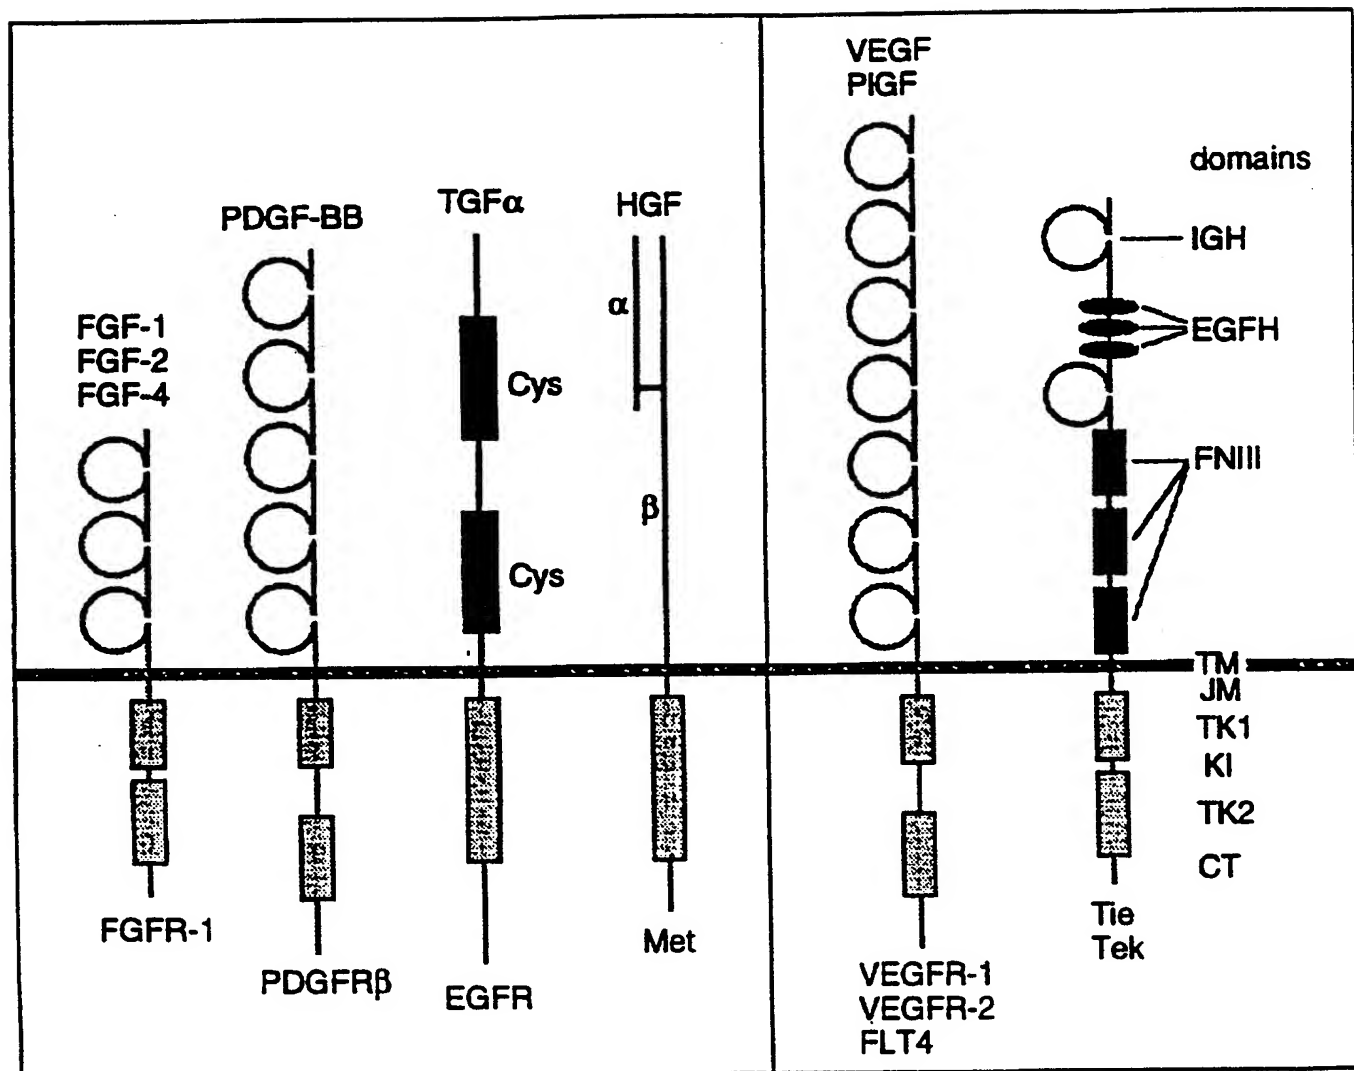 FGF-1
FGF-2
FGF-4
PDGF-BB
TGFα
Cys
Cys
HGF
α
β
FGFR-1
PDGFRβ
EGFR
Met
VEGF
PlGF
domains
IGH
EGFH
FNIII
TM
JM
TK1
KI
TK2
CT
VEGFR-1
VEGFR-2
FLT4
Tie
Tek